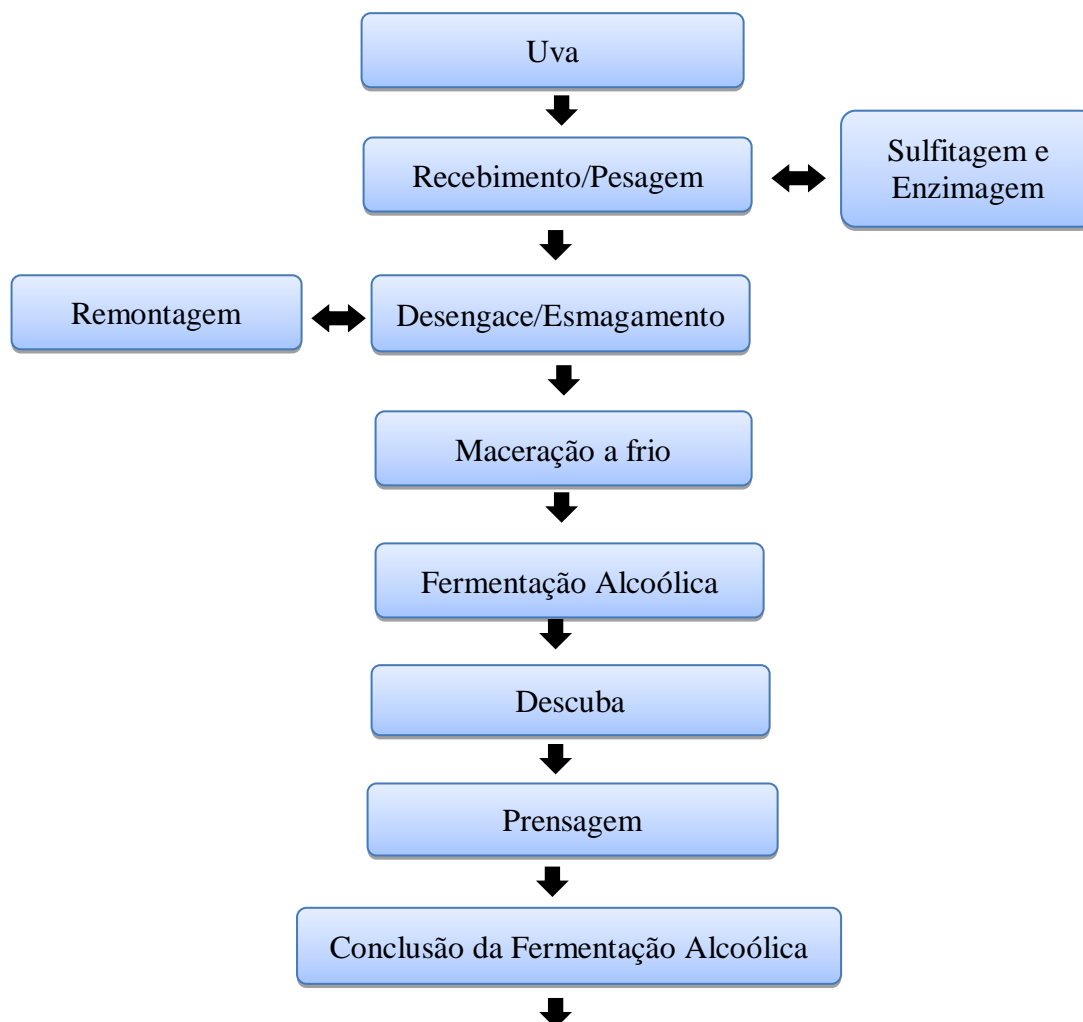 Uva
Recebimento/Pesagem
Sulfitagem e
Enzimagem
Remontagem
Desengace/Esmagamento
Maceração a frio
Fermentação Alcoólica
Descuba
Prensagem
Conclusão da Fermentação Alcoólica